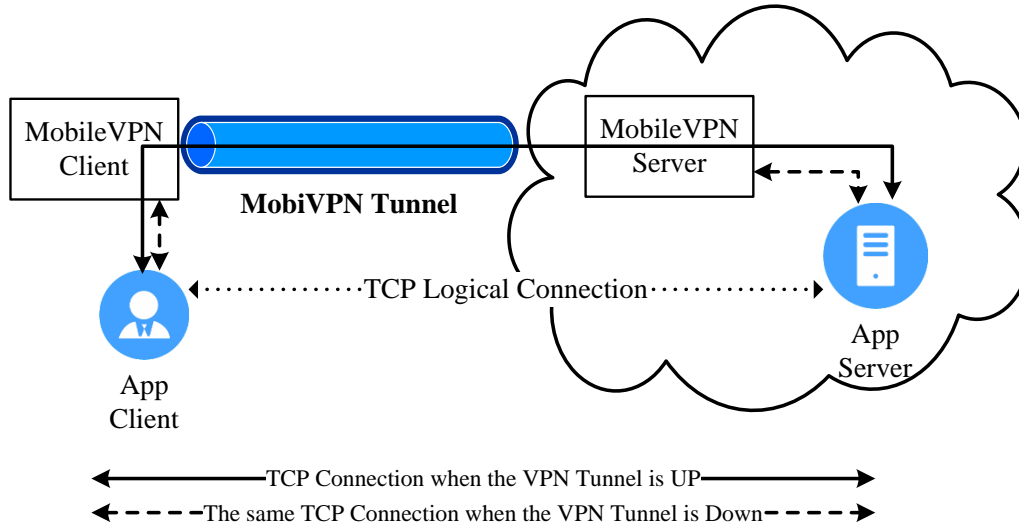 MobileVPN
Client
MobileVPN
Server
MobiVPN Tunnel
TCP Logical Connection
App
Client
App
Server
TCP Connection when the VPN Tunnel is UP
The same TCP Connection when the VPN Tunnel is Down